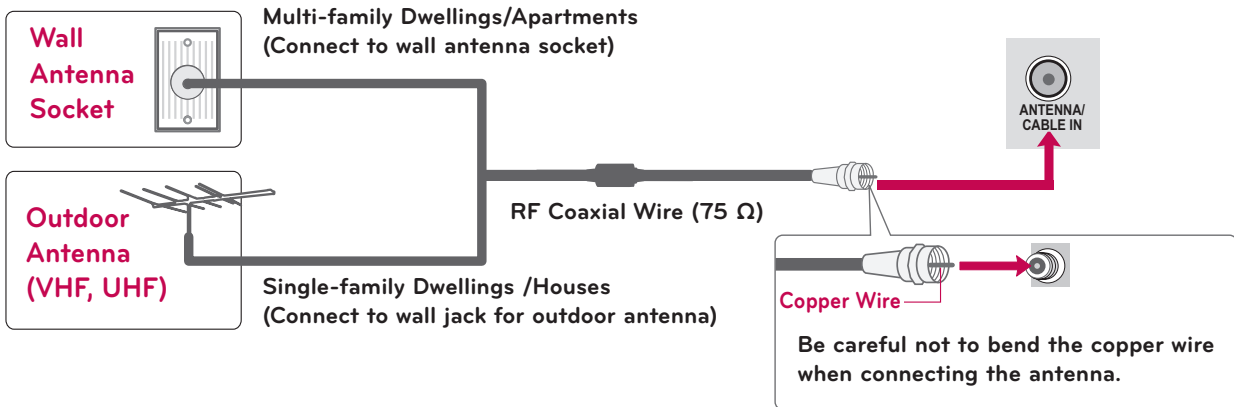 Multi-family Dwellings/Apartments
(Connect to wall antenna socket)
Wall
Antenna
Socket
ANTENNA/
CABLE IN
RF Coaxial Wire (75 Ω)
Outdoor
Antenna
(VHF, UHF)
Single-family Dwellings /Houses
(Connect to wall jack for outdoor antenna)
Copper Wire
Be careful not to bend the copper wire
when connecting the antenna.